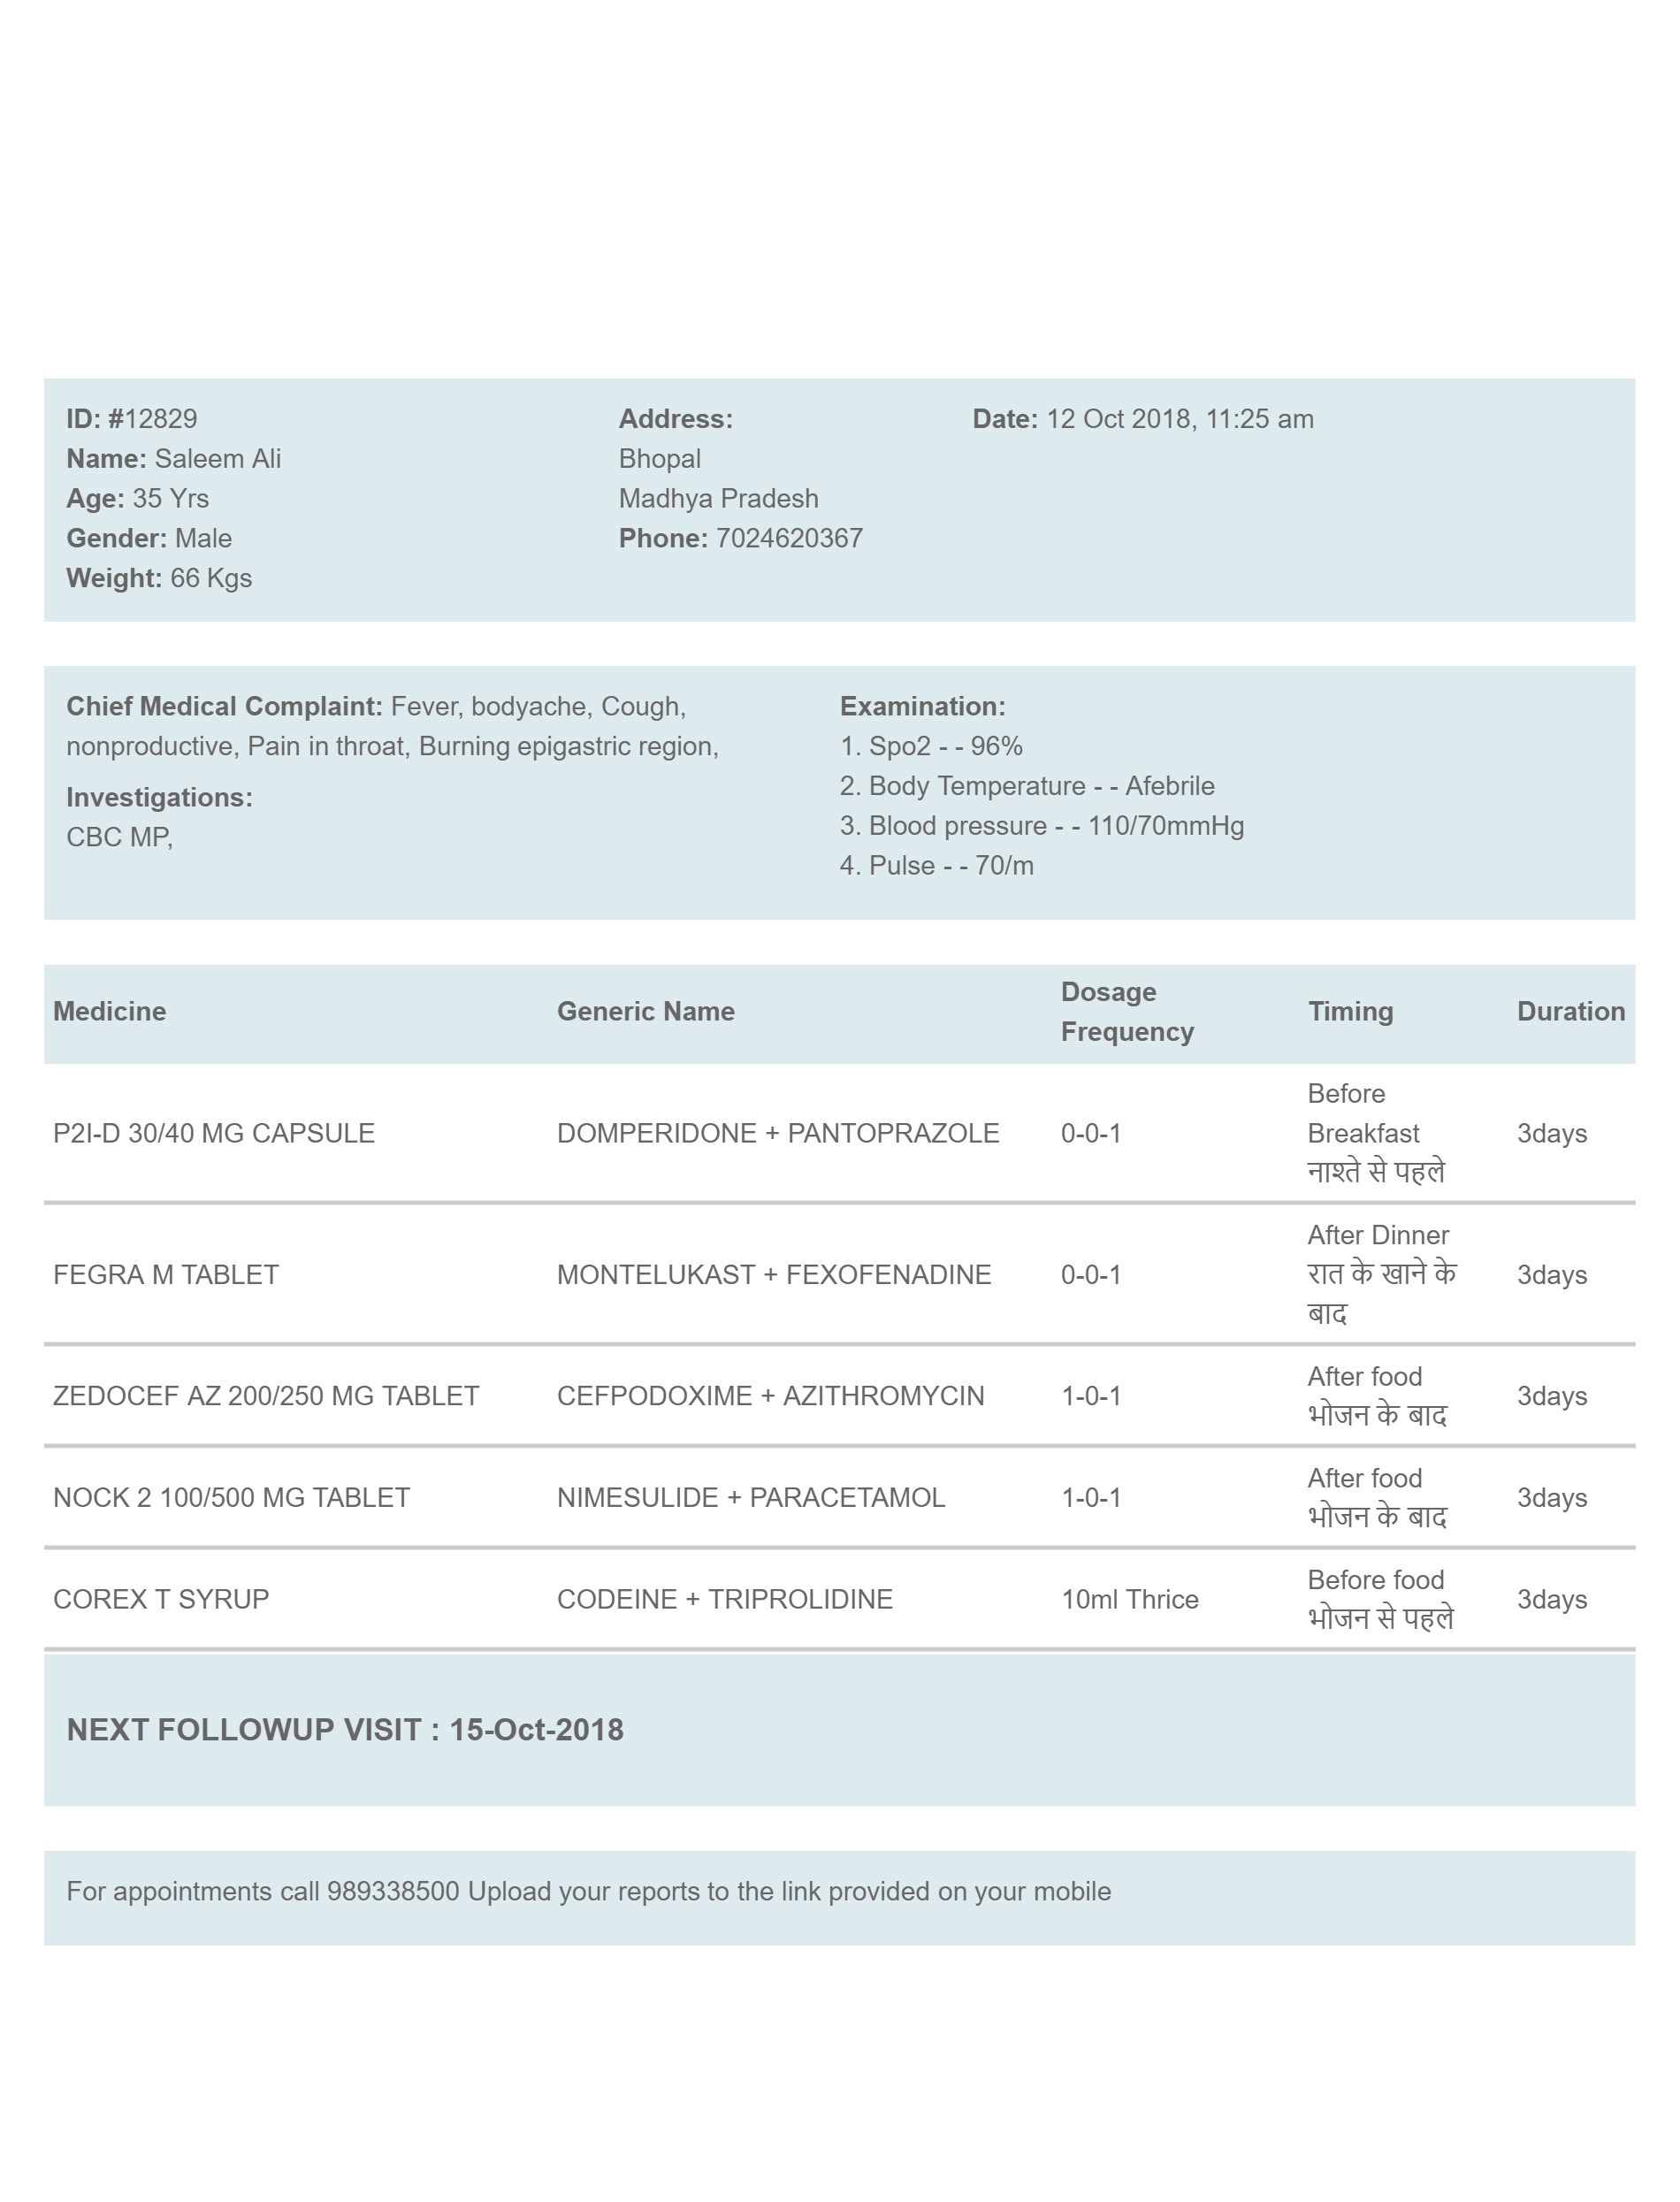 ID: #12829
Name: Saleem Ali
Age: 35 Yrs
Gender: Male
Weight: 66 Kgs
Address:
Bhopal
Madhya Pradesh
Phone: 7024620367
Date: 12 Oct 2018, 11:25 am
Chief Medical Complaint: Fever, bodyache, Cough,
nonproductive, Pain in throat, Burning epigastric region,
Investigations:
CBC MP,
Examination:
1. Spo2 - - 96%
2. Body Temperature - - Afebrile
3. Blood pressure - - 110/70mmHg
4. Pulse - - 70/m
Medicine
Generic Name
Dosage
Frequency
Timing
Duration
P2I-D 30/40 MG CAPSULE
DOMPERIDONE + PANTOPRAZOLE
0-0-1
Before
Breakfast
नाश्ते से पहले
3days
FEGRA M TABLET
MONTELUKAST + FEXOFENADINE
0-0-1
After Dinner
रात के खाने के
बाद
3days
ZEDOCEF AZ 200/250 MG TABLET
CEFPODOXIME + AZITHROMYCIN
1-0-1
After food
भोजन के बाद
3days
NOCK 2 100/500 MG TABLET
NIMESULIDE + PARACETAMOL
1-0-1
After food
भोजन के बाद
3days
COREX T SYRUP
CODEINE + TRIPROLIDINE
10ml Thrice
Before food
भोजन से पहले
3days
NEXT FOLLOWUP VISIT : 15-Oct-2018
For appointments call 989338500 Upload your reports to the link provided on your mobile